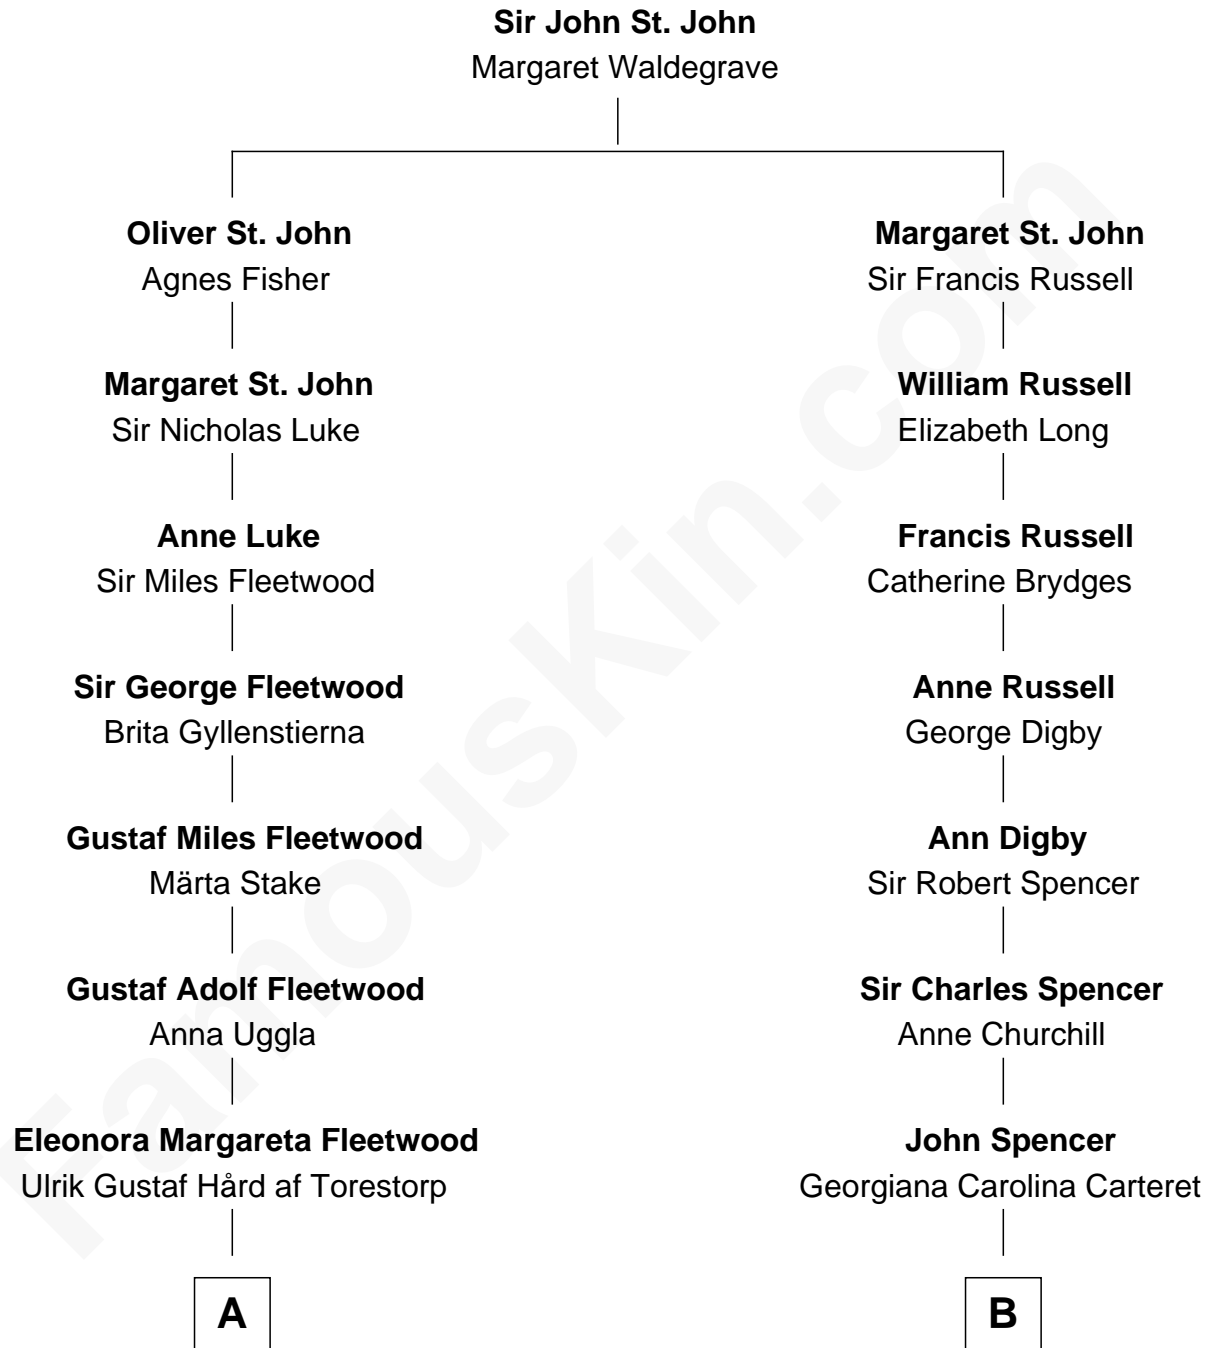 Sir John St. John
Margaret Waldegrave
Oliver St. John
Agnes Fisher
Margaret St. John
Sir Nicholas Luke
Anne Luke
Sir Miles Fleetwood
Sir George Fleetwood
Brita Gyllenstierna
Gustaf Miles Fleetwood
Märta Stake
Gustaf Adolf Fleetwood
Anna Uggla
Eleonora Margareta Fleetwood
Ulrik Gustaf Hård af Torestorp
A
Margaret St. John
Sir Francis Russell
William Russell
Elizabeth Long
Francis Russell
Catherine Brydges
Anne Russell
George Digby
Ann Digby
Sir Robert Spencer
Sir Charles Spencer
Anne Churchill
John Spencer
Georgiana Carolina Carteret
B
FamousKin.com